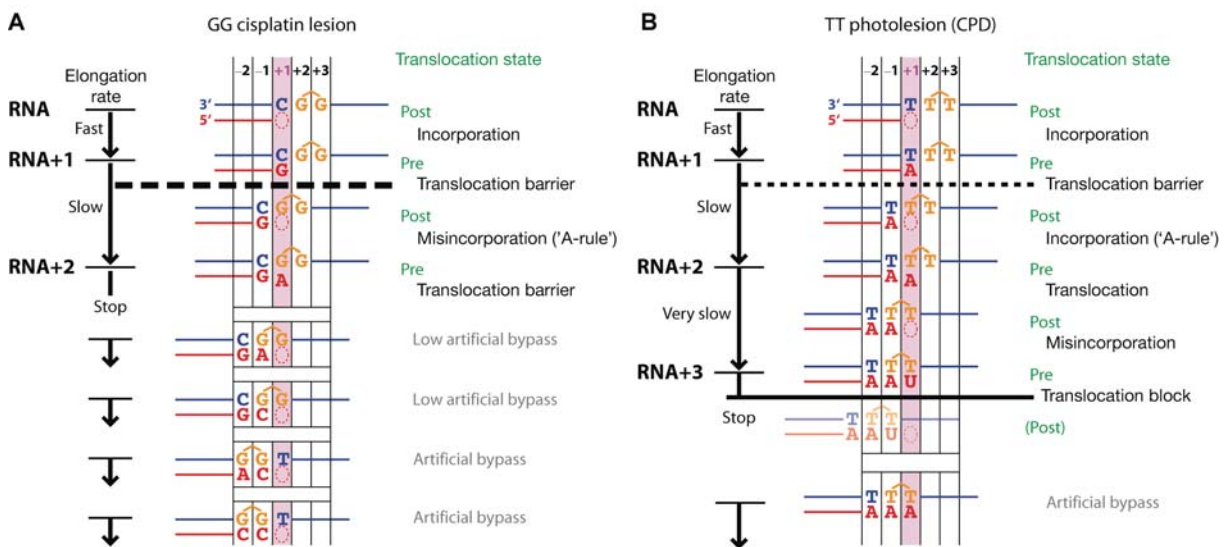 A GG cisplatin lesion
Elongation rate
–2 –1 +1 +2 +3
Translocation state
RNA
3′ C G G
5′
Post
Incorporation
Fast
RNA+1
C G G
G
Pre
Translocation barrier
Slow
C G G
G
Post
Misincorporation ('A-rule')
RNA+2
C G G
G A
Pre
Translocation barrier
Stop
C G G
G A
Low artificial bypass
C G G
G C
Low artificial bypass
G G T
A C
Artificial bypass
G G T
C C
Artificial bypass
B TT photolesion (CPD)
Elongation rate
–2 –1 +1 +2 +3
Translocation state
RNA
3′ T T T
5′
Post
Incorporation
Fast
RNA+1
T T T
A
Pre
Translocation barrier
Slow
T T T
A
Post
Incorporation ('A-rule')
RNA+2
T T T
A A
Pre
Translocation
Very slow
T T T
A A
Post
Misincorporation
RNA+3
T T T
A A U
Pre
Translocation block
Stop
T T T
A A U
(Post)
T T T
A A A
Artificial bypass